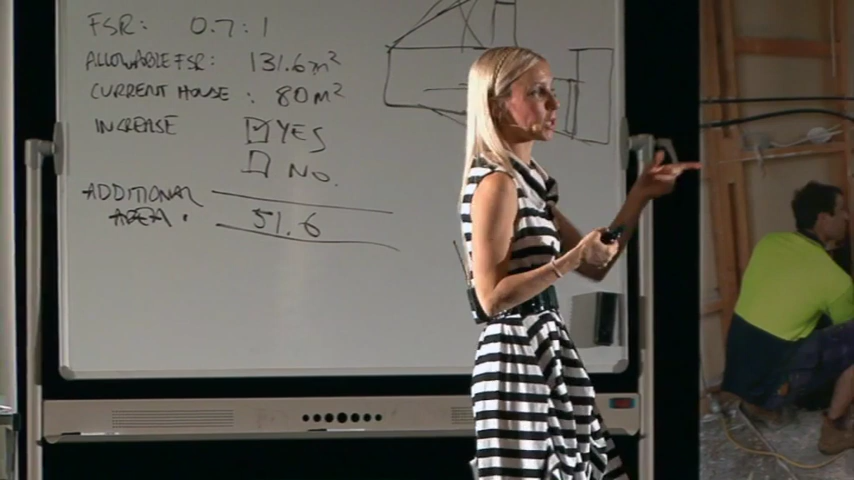 FSR: 0.7:1
ALLOWABLE FSR: 131.6m²
CURRENT HOUSE : 80m²
INCREASE YES
NO.
ADDITIONAL
AREA. 51.6